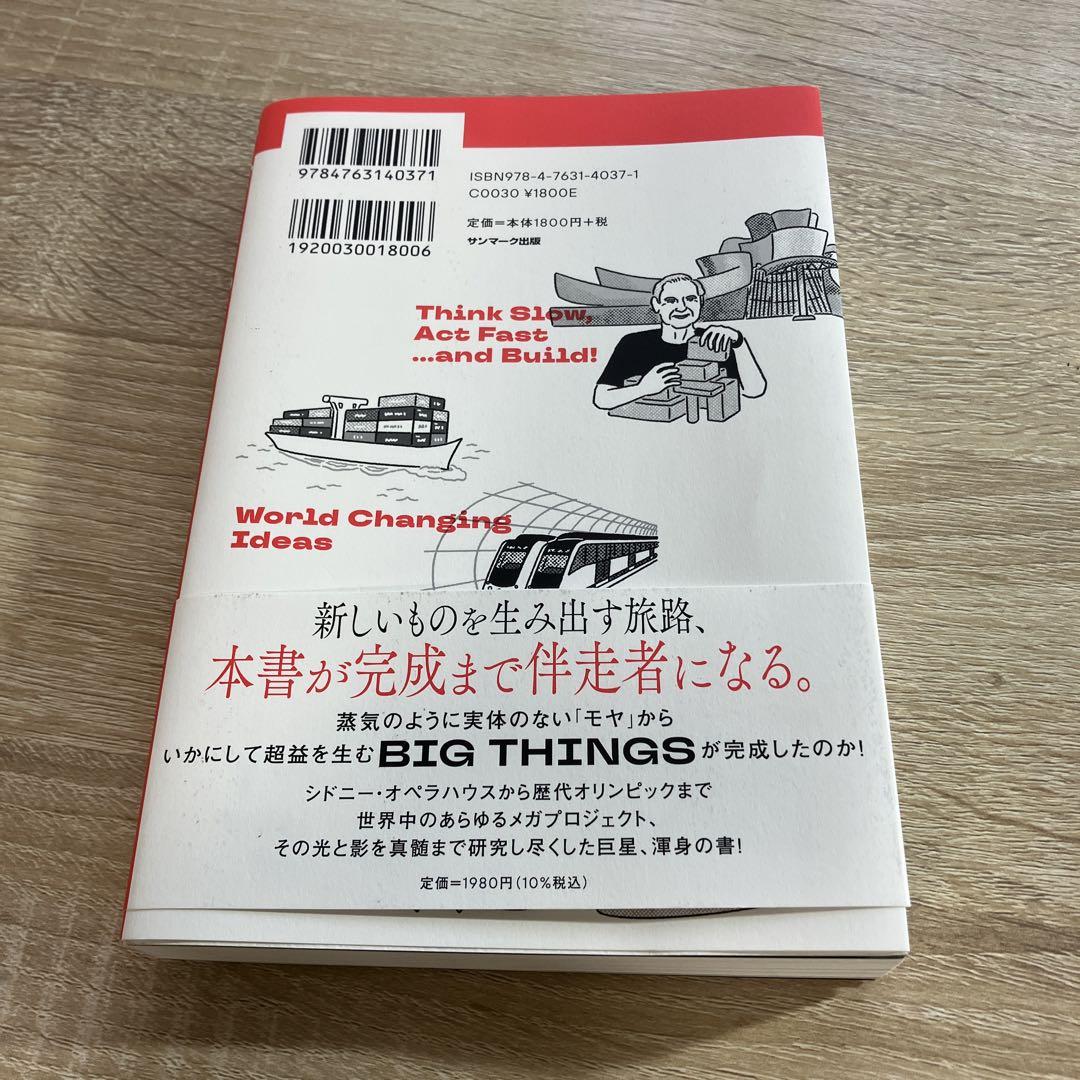 9784763140371
ISBN978-4-7631-4037-1
C0030 ¥1800E
1920030018006
定価=本体1800円+税
サンマーク出版
Think Slow,
Act Fast
...and Build!
World Changing
Ideas
新しいものを生み出す旅路、
本書が完成まで伴走者になる。
蒸気のように実体のない「モヤ」から
いかにして超益を生むBIG THINGSが完成したのか!
シドニー・オペラハウスから歴代オリンピックまで
世界中のあらゆるメガプロジェクト、
その光と影を真髄まで研究し尽くした巨星、渾身の書!
定価=1980円(10%税込)